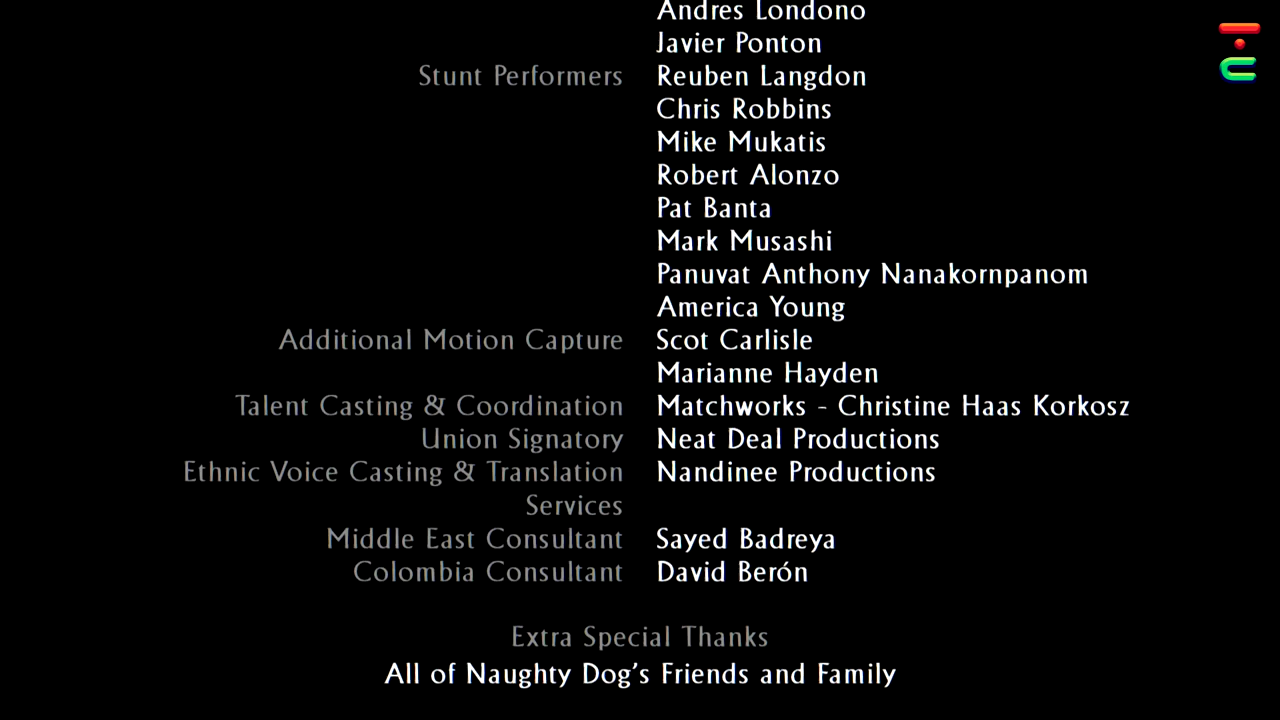 Andres Londono
Javier Ponton
Stunt Performers Reuben Langdon
Chris Robbins
Mike Mukatis
Robert Alonzo
Pat Banta
Mark Musashi
Panuvat Anthony Nanakornpanom
America Young
Additional Motion Capture Scot Carlisle
Marianne Hayden
Talent Casting & Coordination Matchworks - Christine Haas Korkosz
Union Signatory Neat Deal Productions
Ethnic Voice Casting & Translation Nandinee Productions
Services
Middle East Consultant Sayed Badreya
Colombia Consultant David Berón
Extra Special Thanks
All of Naughty Dog’s Friends and Family